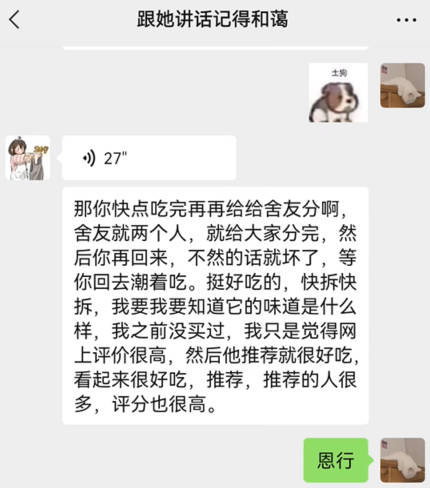 跟她讲话记得和蔼
土狗
27"
那你快点吃完再再给给舍友分啊,
舍友就两个人，就给大家分完，然
后你再回来，不然的话就坏了，等
你回去潮着吃。挺好吃的，快拆快
拆，我要我要知道它的味道是什么
样，我之前没买过，我只是觉得网
上评价很高，然后他推荐就很好吃，
看起来很好吃，推荐，推荐的人很
多，评分也很高。
恩行